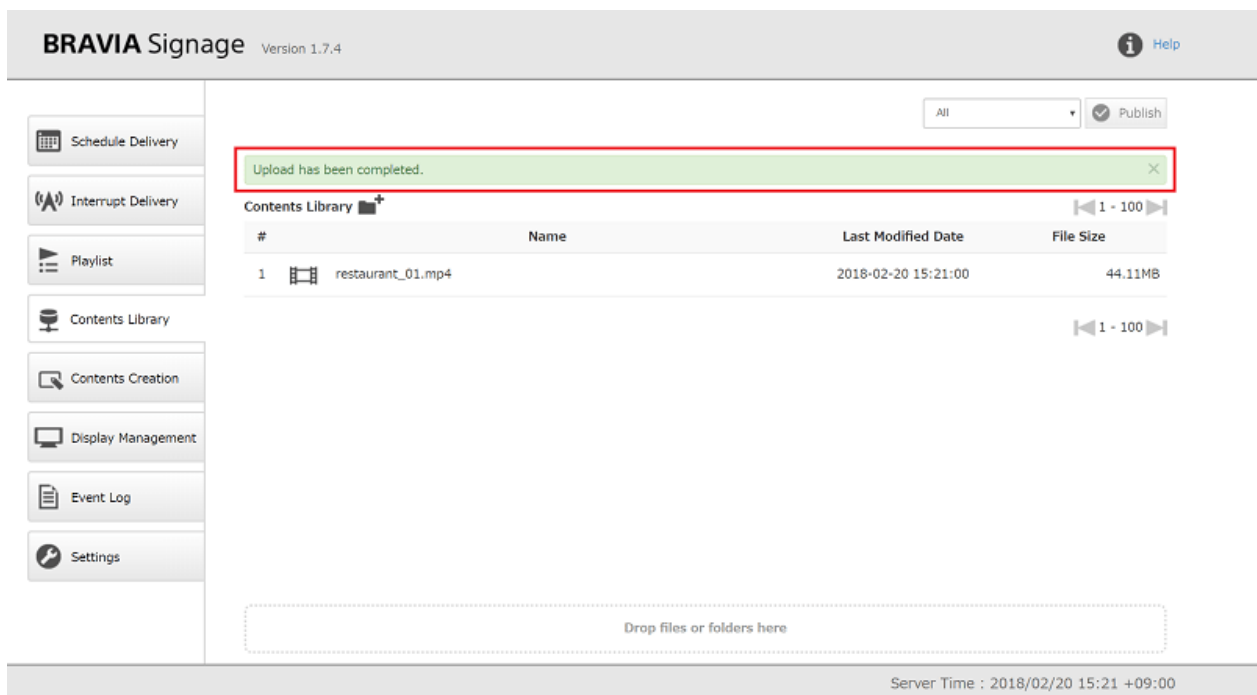 BRAVIA Signage Version 1.7.4
Help
All
Publish
Schedule Delivery
Interrupt Delivery
Playlist
Contents Library
Contents Creation
Display Management
Event Log
Settings
Upload has been completed.
Contents Library
1 - 100
# Name Last Modified Date File Size
1 restaurant_01.mp4 2018-02-20 15:21:00 44.11MB
1 - 100
Drop files or folders here
Server Time : 2018/02/20 15:21 +09:00